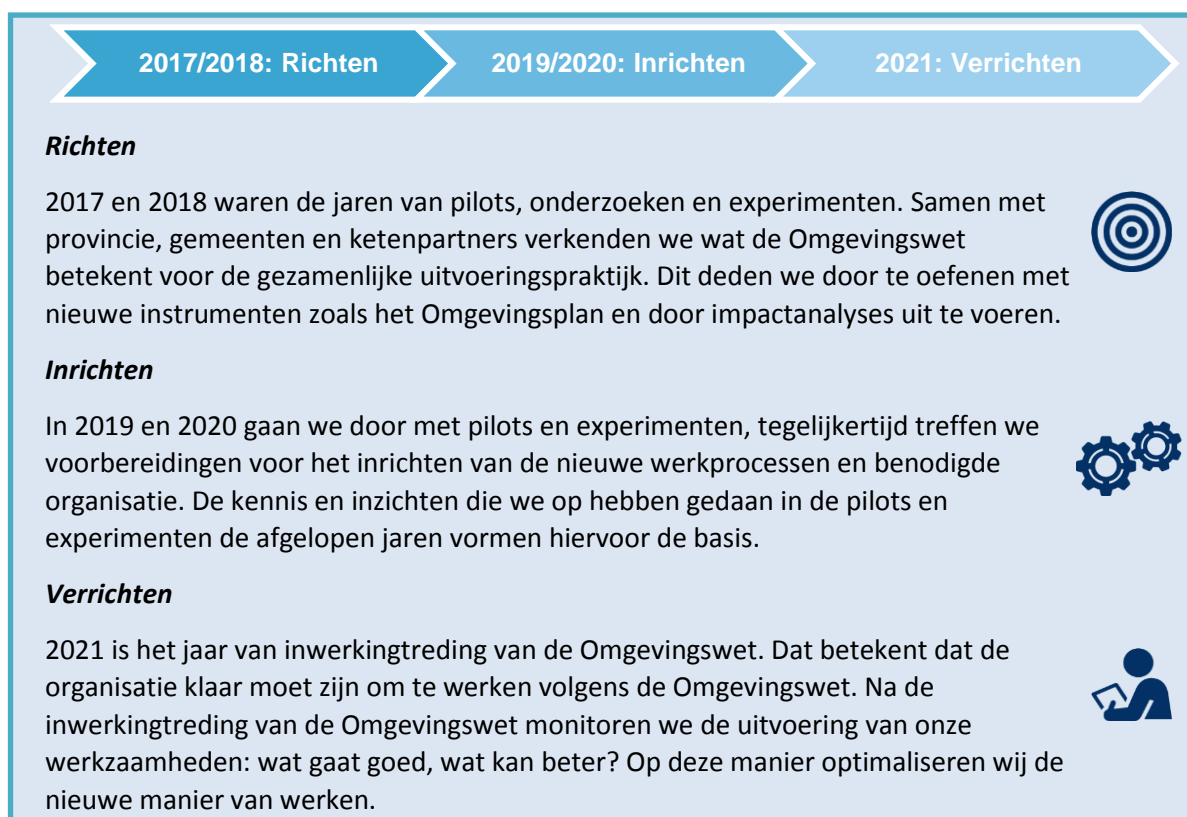 2017/2018: Richten
2019/2020: Inrichten
2021: Verrichten
Richten
2017 en 2018 waren de jaren van pilots, onderzoeken en experimenten. Samen met
provincie, gemeenten en ketenpartners verkenden we wat de Omgevingswet
betekent voor de gezamenlijke uitvoeringspraktijk. Dit deden we door te oefenen met
nieuwe instrumenten zoals het Omgevingsplan en door impactanalyses uit te voeren.
Inrichten
In 2019 en 2020 gaan we door met pilots en experimenten, tegelijkertijd treffen we
voorbereidingen voor het inrichten van de nieuwe werkprocessen en benodigde
organisatie. De kennis en inzichten die we op hebben gedaan in de pilots en
experimenten de afgelopen jaren vormen hiervoor de basis.
Verrichten
2021 is het jaar van inwerkingtreding van de Omgevingswet. Dat betekent dat de
organisatie klaar moet zijn om te werken volgens de Omgevingswet. Na de
inwerkingtreding van de Omgevingswet monitoren we de uitvoering van onze
werkzaamheden: wat gaat goed, wat kan beter? Op deze manier optimaliseren wij de
nieuwe manier van werken.